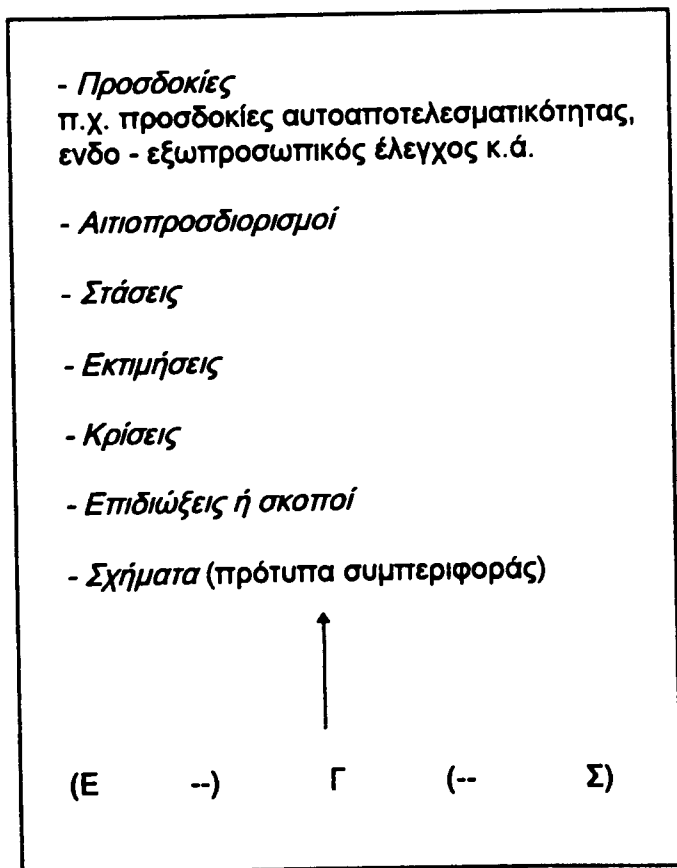 - Προσδοκίες
π.χ. προσδοκίες αυτοαποτελεσματικότητας,
ενδο - εξωπροσωπικός έλεγχος κ.ά.
- Αιτιοπροσδιορισμοί
- Στάσεις
- Εκτιμήσεις
- Κρίσεις
- Επιδιώξεις ή σκοποί
- Σχήματα (πρότυπα συμπεριφοράς)
(Ε --) Γ (-- Σ)